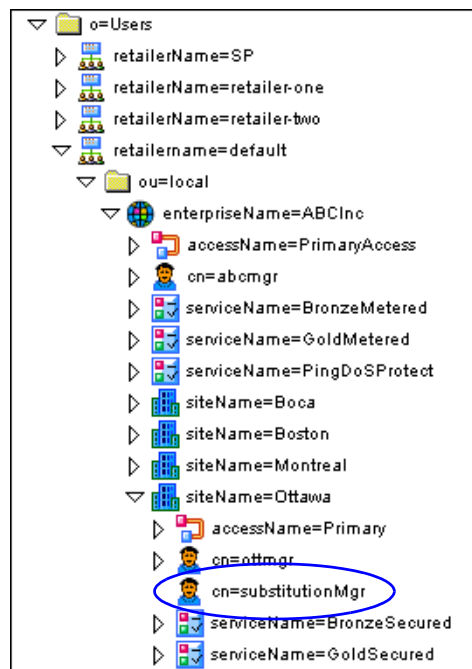 o=Users
retailerName=SP
retailerName=retailer-one
retailerName=retailer-two
retailername=default
ou=local
enterpriseName=ABCInc
accessName=PrimaryAccess
cn=abcmgr
serviceName=BronzeMetered
serviceName=GoldMetered
serviceName=PingDoSProtect
siteName=Boca
siteName=Boston
siteName=Montreal
siteName=Ottawa
accessName=Primary
cn=ottmgr
cn=substitutionMgr
serviceName=BronzeSecured
serviceName=GoldSecured